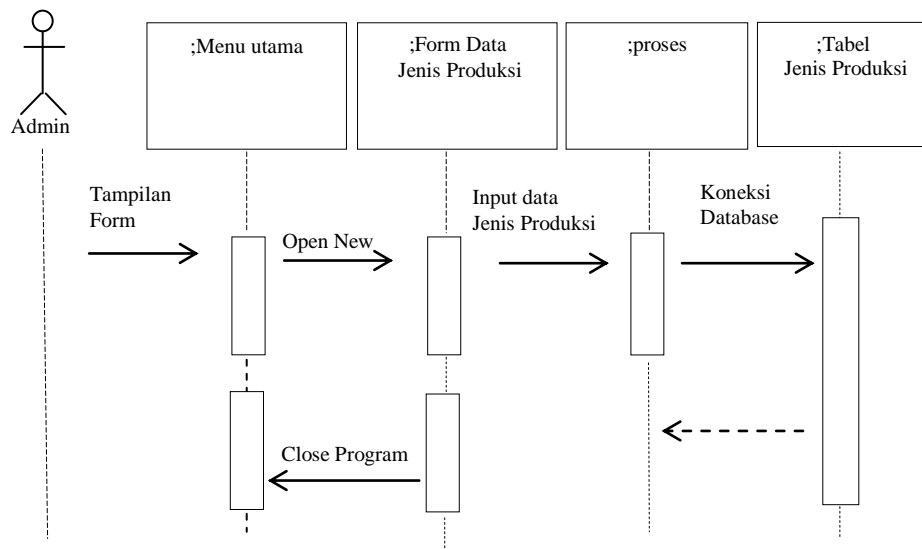 ;Menu utama
;Form Data
Jenis Produksi
;proses
;Tabel
Jenis Produksi
Admin
Tampilan
Form
Open New
Input data
Jenis Produksi
Koneksi
Database
Close Program